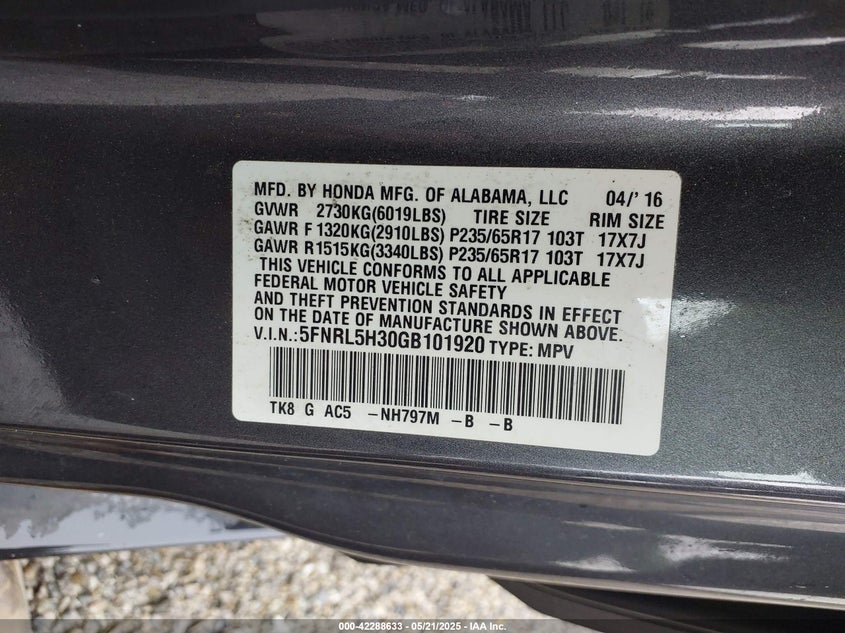 MFD. BY HONDA MFG. OF ALABAMA, LLC 04/' 16
GVWR 2730KG(6019LBS) TIRE SIZE RIM SIZE
GAWR F 1320KG(2910LBS) P235/65R17 103T 17X7J
GAWR R1515KG(3340LBS) P235/65R17 103T 17X7J
THIS VEHICLE CONFORMS TO ALL APPLICABLE
FEDERAL MOTOR VEHICLE SAFETY
AND THEFT PREVENTION STANDARDS IN EFFECT
ON THE DATE OF MANUFACTURE SHOWN ABOVE.
V.I.N.:5FNRL5H30GB101920 TYPE: MPV
TK8 G AC5 -NH797M -B -B
000-42288633 - 05/21/2025 - IAA Inc.